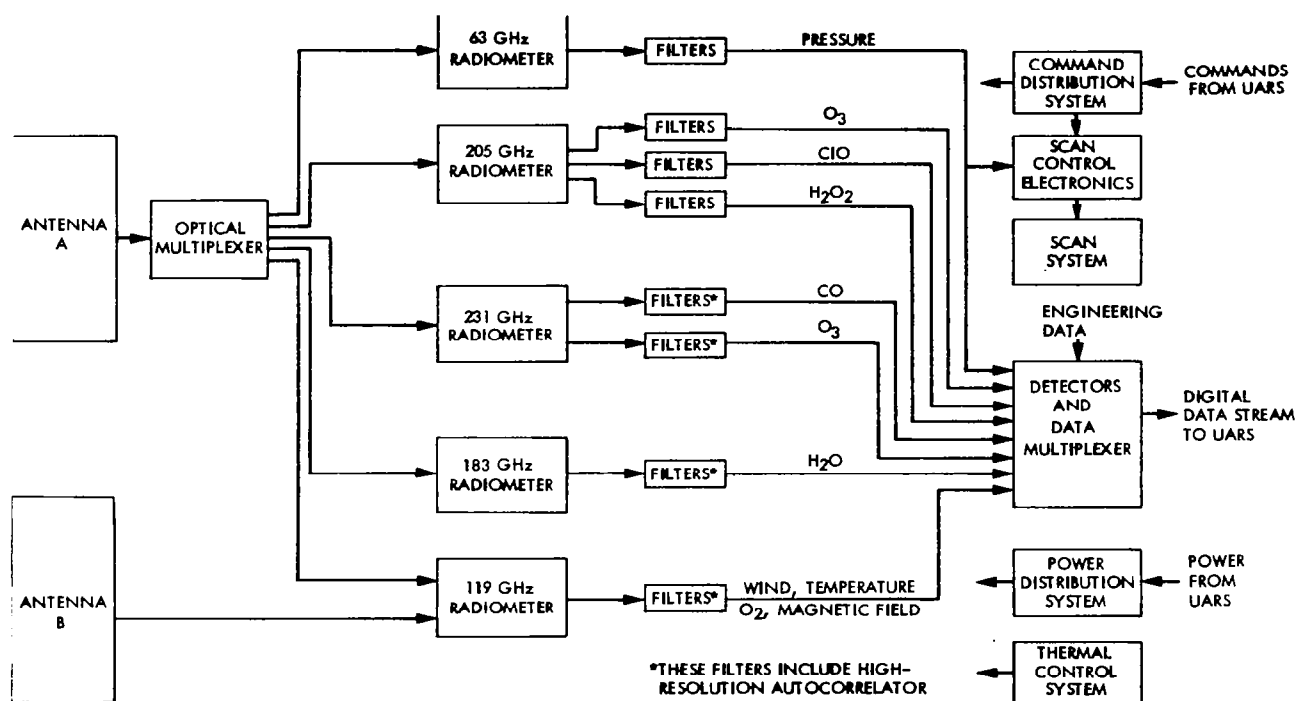 63 GHz
RADIOMETER
FILTERS
PRESSURE
COMMAND
DISTRIBUTION
SYSTEM
COMMANDS
FROM UARS
205 GHz
RADIOMETER
FILTERS
O3
FILTERS
ClO
FILTERS
H2O2
SCAN
CONTROL
ELECTRONICS
ANTENNA
A
OPTICAL
MULTIPLEXER
SCAN
SYSTEM
231 GHz
RADIOMETER
FILTERS*
CO
FILTERS*
O3
ENGINEERING
DATA
DETECTORS
AND
DATA
MULTIPLEXER
DIGITAL
DATA STREAM
TO UARS
183 GHz
RADIOMETER
FILTERS*
H2O
ANTENNA
B
119 GHz
RADIOMETER
FILTERS*
WIND, TEMPERATURE
O2, MAGNETIC FIELD
POWER
DISTRIBUTION
SYSTEM
POWER
FROM
UARS
*THESE FILTERS INCLUDE HIGH-
RESOLUTION AUTOCORRELATOR
THERMAL
CONTROL
SYSTEM